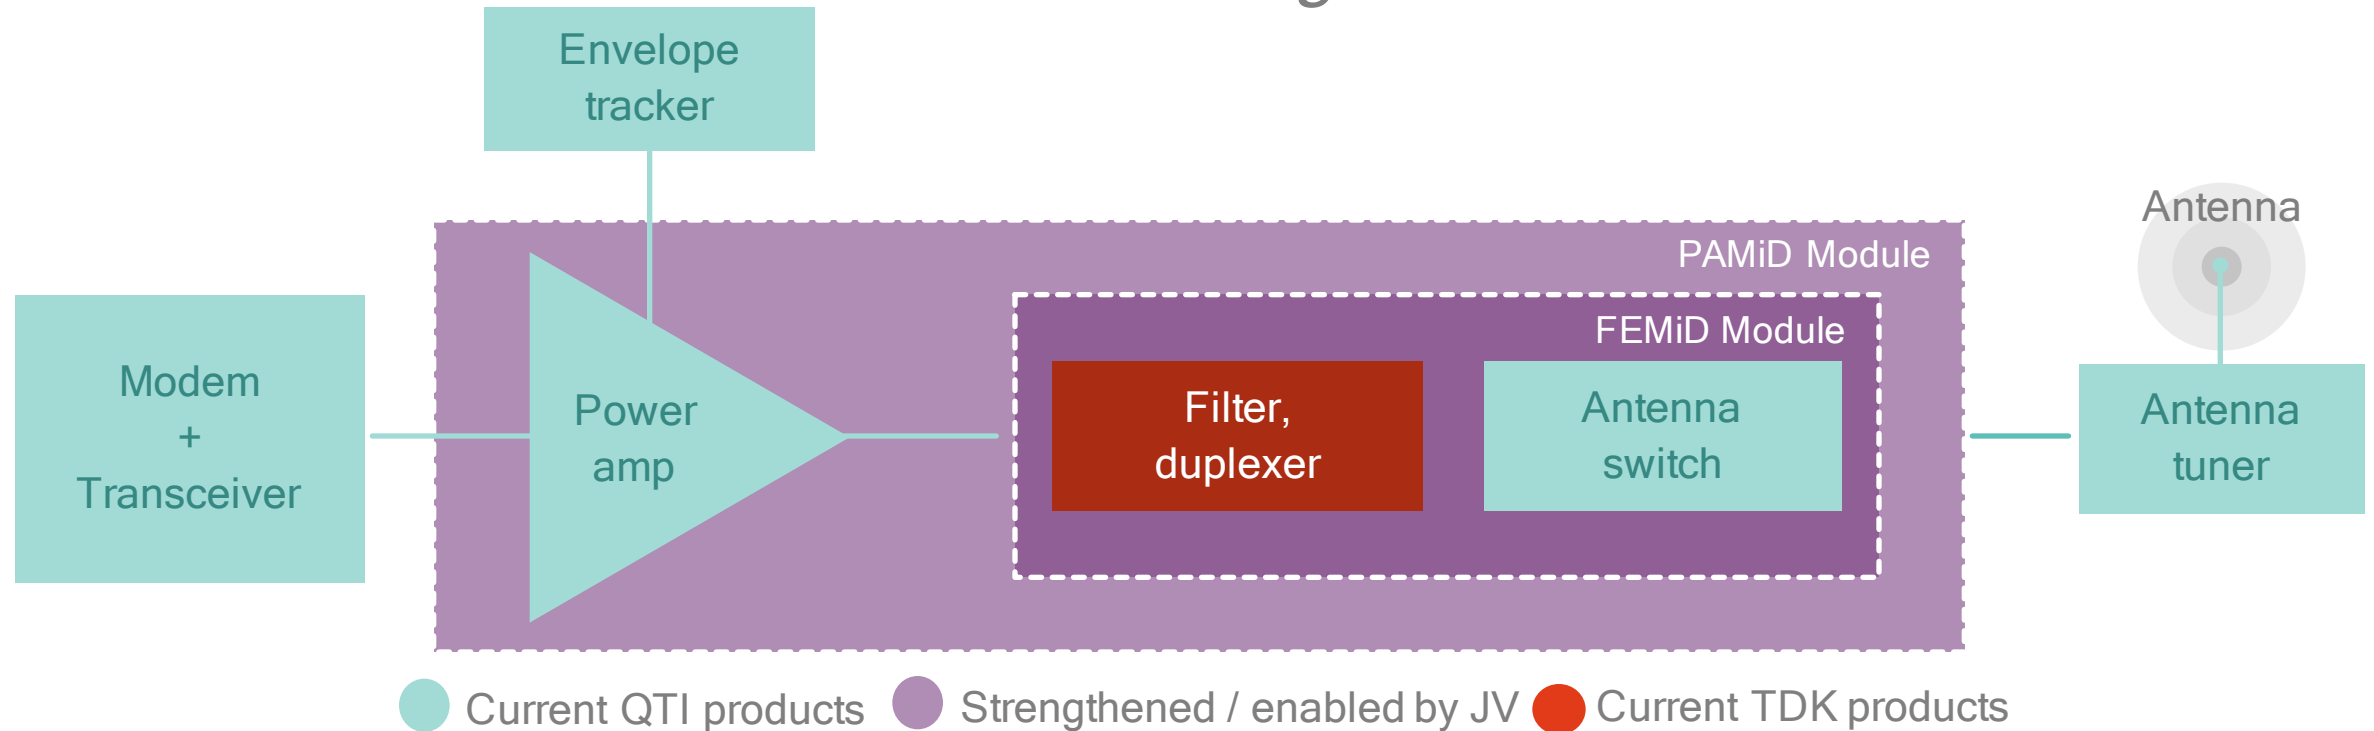 Envelope
tracker
PAMiD Module
Antenna
FEMiD Module
Modem
+
Transceiver
Power
amp
Filter,
duplexer
Antenna
switch
Antenna
tuner
Current QTI products
Strengthened / enabled by JV
Current TDK products